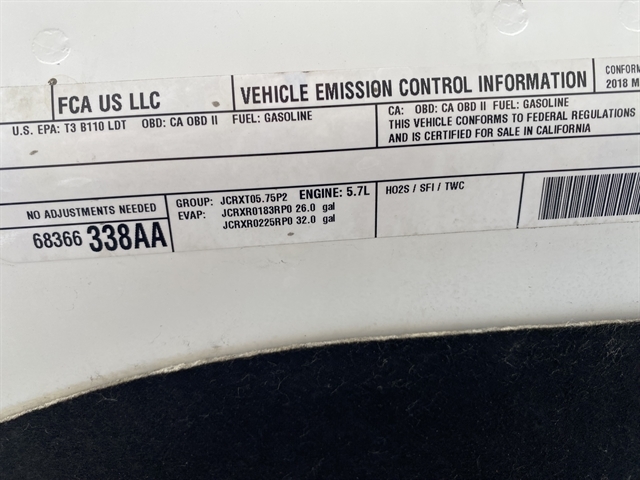 FCA US LLC
VEHICLE EMISSION CONTROL INFORMATION
CONFORM
2018 M
U.S. EPA: T3 B110 LDT OBD: CA OBD II FUEL: GASOLINE
CA: OBD: CA OBD II FUEL: GASOLINE
THIS VEHICLE CONFORMS TO FEDERAL REGULATIONS
AND IS CERTIFIED FOR SALE IN CALIFORNIA
NO ADJUSTMENTS NEEDED
68366 338AA
GROUP: JCRXT05.75P2 ENGINE: 5.7L
EVAP: JCRXR0183RP0 26.0 gal
JCRXR0225RP0 32.0 gal
HO2S / SFI / TWC